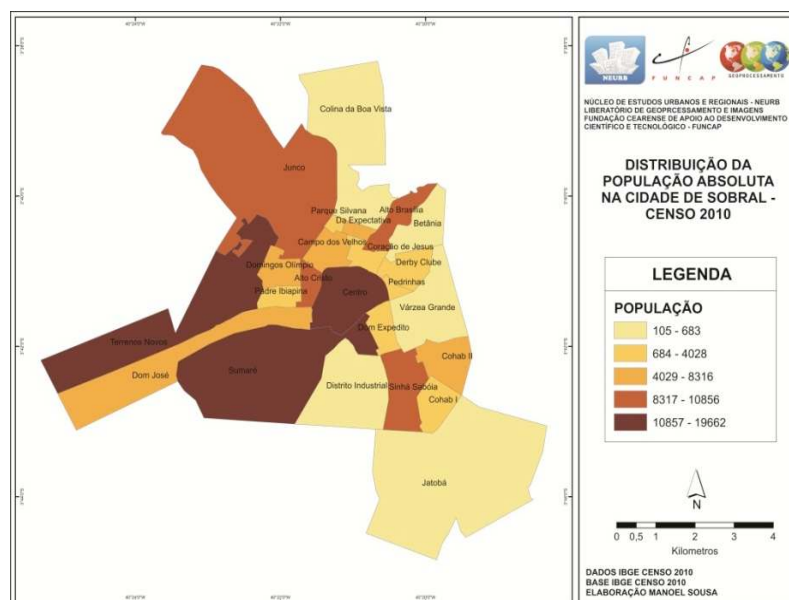 NEURB
FUNCAP
GEOPROCESSAMENTO
NÚCLEO DE ESTUDOS URBANOS E REGIONAIS - NEURB
LIBERATÓRIO DE GEOPRCESSAMENTO E IMAGENS
FUNDAÇÃO CEARENSE DE APOIO AO DESENVOLVIMENTO
CIENTÍFICO E TECNOLÓGICO - FUNCAP
DISTRIBUIÇÃO DA
POPULAÇÃO ABSOLUTA
NA CIDADE DE SOBRAL -
CENSO 2010
LEGENDA
POPULAÇÃO
105 - 683
684 - 4028
4029 - 8316
8317 - 10856
10857 - 19662
N
0 0,5 1 2 3 4
Kilometros
DADOS IBGE CENSO 2010
BASE IBGE CENSO 2010
ELABORAÇÃO MANOEL SOUSA
Colina da Boa Vista
Junco
Parque Silvana
Alto Brasília
Da Expectativa
Betânia
Campo dos Velhos
Coração de Jesus
Domingos Olímpio
Derby Clube
Alto Cristo
Pedrinhas
Padre Ibiapina
Centro
Várzea Grande
Dom Expedito
Terrenos Novos
Cohab II
Dom José
Sumaré
Distrito Industrial
Sinhá Sabóia
Cohab I
Jatobá